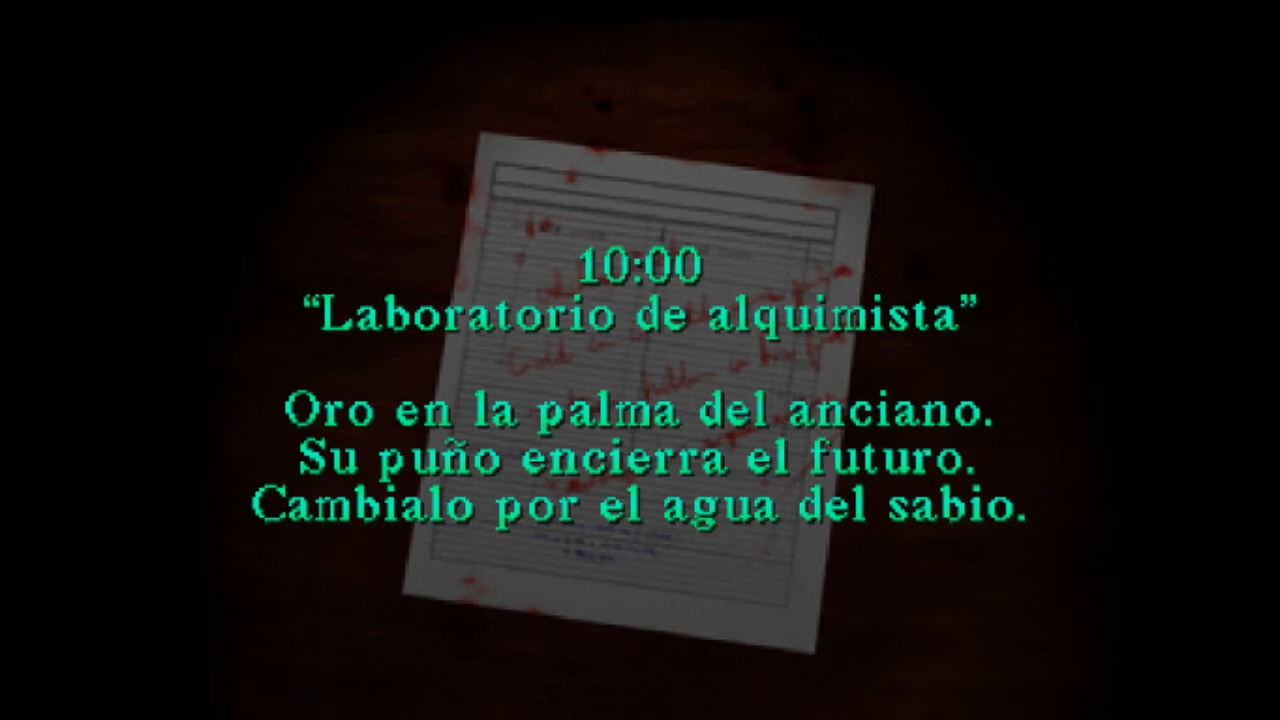 10:00
“Laboratorio de alquimista”
Oro en la palma del anciano.
Su puño encierra el futuro.
Cambialo por el agua del sabio.